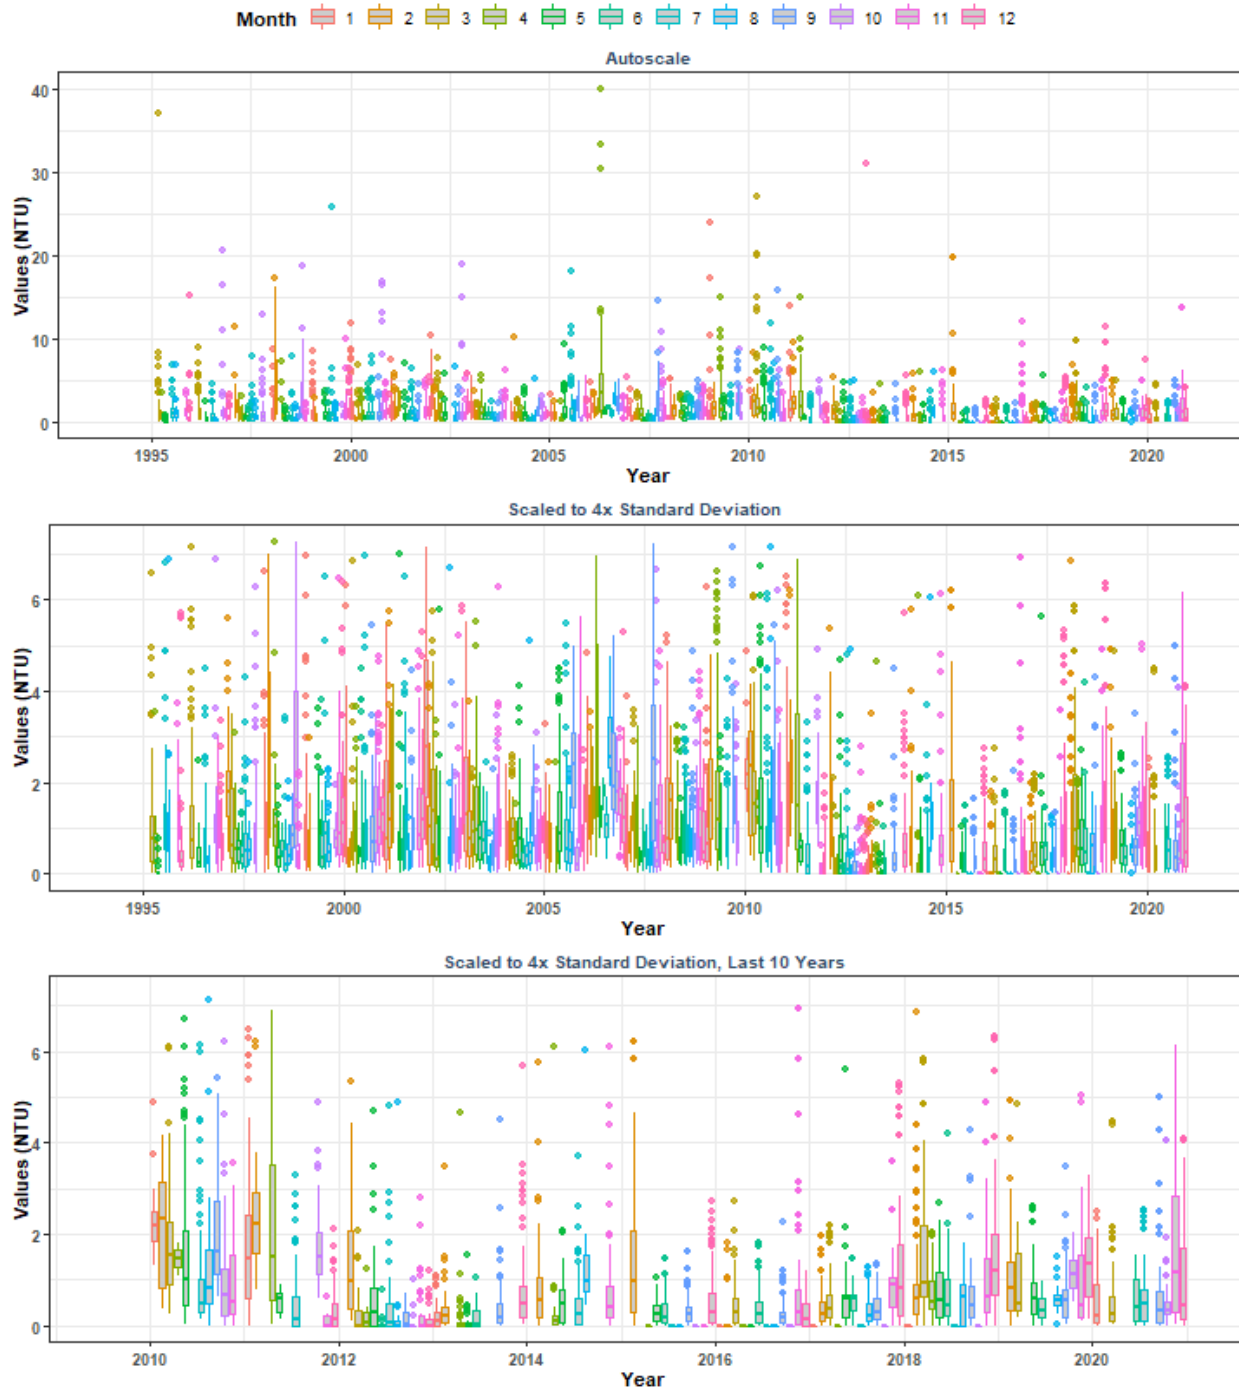 Month 1 2 3 4 5 6 7 8 9 10 11 12
Autoscale
Values (NTU)
40
30
20
10
0
1995 2000 2005 2010 2015 2020
Year
Scaled to 4x Standard Deviation
Values (NTU)
6
4
2
0
1995 2000 2005 2010 2015 2020
Year
Scaled to 4x Standard Deviation, Last 10 Years
Values (NTU)
6
4
2
0
2010 2012 2014 2016 2018 2020
Year